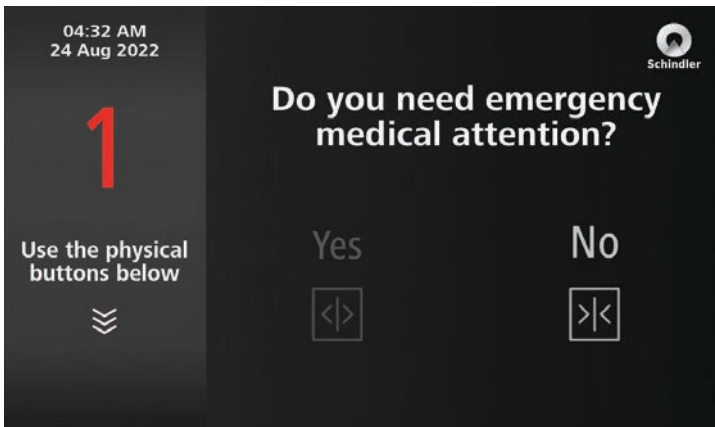 04:32 AM
24 Aug 2022
1
Use the physical
buttons below
Schindler
Do you need emergency
medical attention?
Yes
No